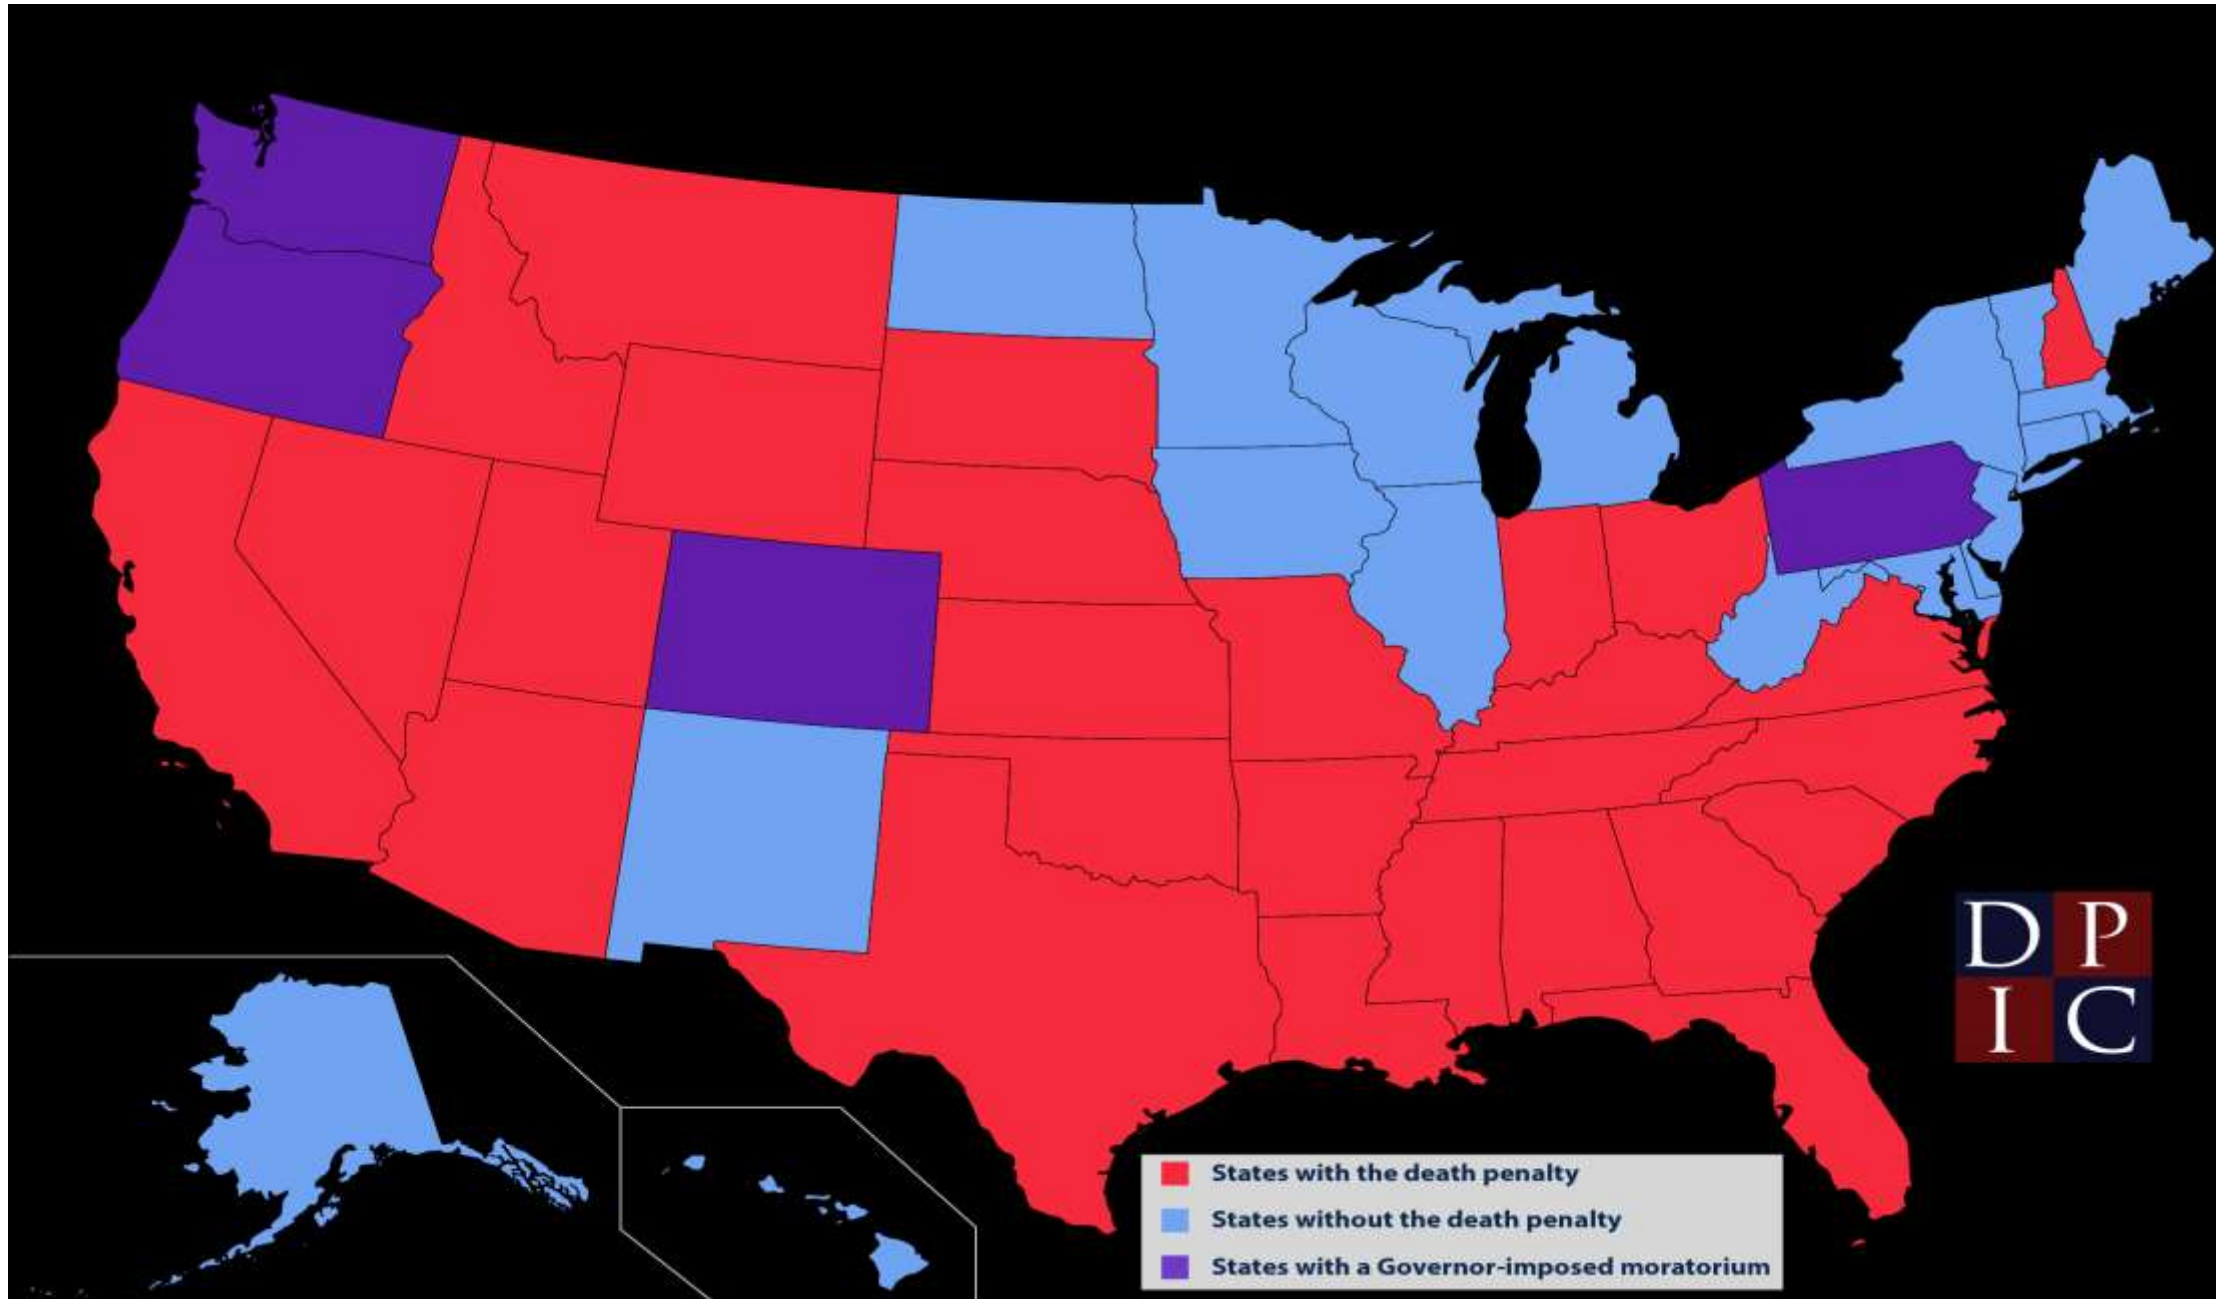 D P
I C
States with the death penalty
States without the death penalty
States with a Governor-imposed moratorium